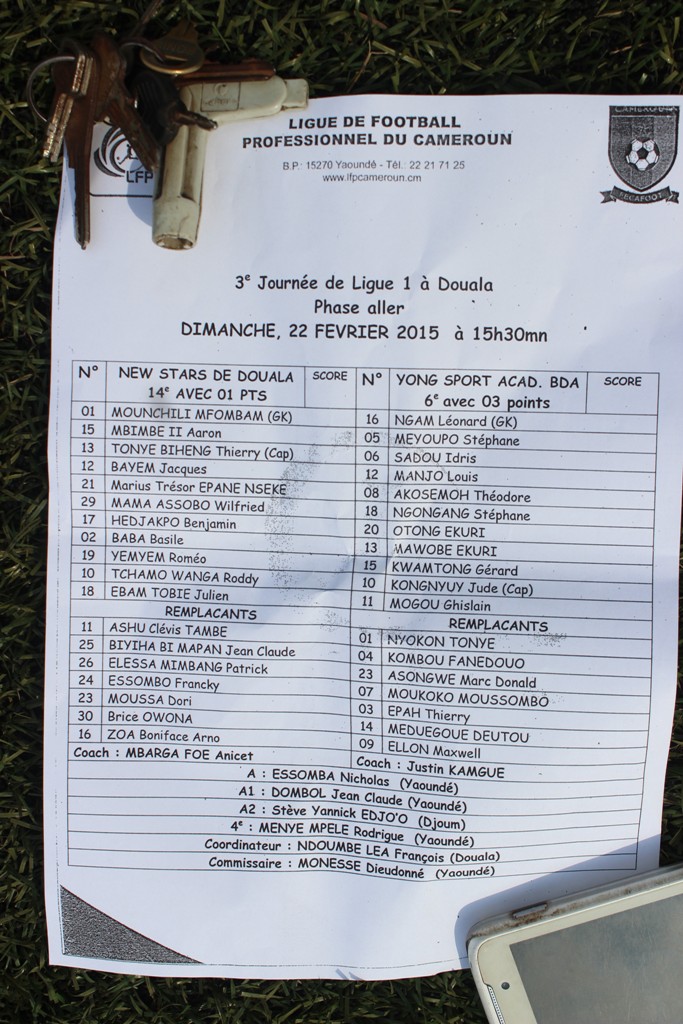 LIGUE DE FOOTBALL
PROFESSIONNEL DU CAMEROUN
B.P.: 15270 Yaoundé - Tél.: 22 21 71 25
www.lfpcameroun.cm
LFP
CAMEROUN
FECAFOOT
3e Journée de Ligue 1 à Douala
Phase aller
DIMANCHE, 22 FEVRIER 2015 à 15h30mn
N° NEW STARS DE DOUALA SCORE N° YONG SPORT ACAD. BDA SCORE
14e AVEC 01 PTS 6e avec 03 points
01 MOUNCHILI MFOMBAM (GK) 16 NGAM Léonard (GK)
15 MBIMBE II Aaron 05 MEYOUPO Stéphane
13 TONYE BIHENG Thierry (Cap) 06 SADOU Idris
12 BAYEM Jacques 12 MANJO Louis
21 Marius Trésor EPANE NSEKE 08 AKOSEMOH Théodore
29 MAMA ASSOBO Wilfried 18 NGONGANG Stéphane
17 HEDJAKPO Benjamin 20 OTONG EKURI
02 BABA Basile 13 MAWOBE EKURI
19 YEMYEM Roméo 15 KWAMTONG Gérard
10 TCHAMO WANGA Roddy 10 KONGNYUY Jude (Cap)
18 EBAM TOBIE Julien 11 MOGOU Ghislain
REMPLACANTS REMPLACANTS
11 ASHU Clévis TAMBE 01 NYOKON TONYE
25 BIYIHA BI MAPAN Jean Claude 04 KOMBOU FANEDOUO
26 ELESSA MIMBANG Patrick 23 ASONGWE Marc Donald
24 ESSOMBO Francky 07 MOUKOKO MOUSSOMBO
23 MOUSSA Dori 03 EPAH Thierry
30 Brice OWONA 14 MEDUEGOUE DEUTOU
16 ZOA Boniface Arno 09 ELLON Maxwell
Coach : MBARGA FOE Anicet Coach : Justin KAMGUE
A : ESSOMBA Nicholas (Yaoundé)
A1 : DOMBOL Jean Claude (Yaoundé)
A2 : Stève Yannick EDJO'O (Djoum)
4e : MENYE MPELE Rodrigue (Yaoundé)
Coordinateur : NDOUMBE LEA François (Douala)
Commissaire : MONESSE Dieudonné (Yaoundé)